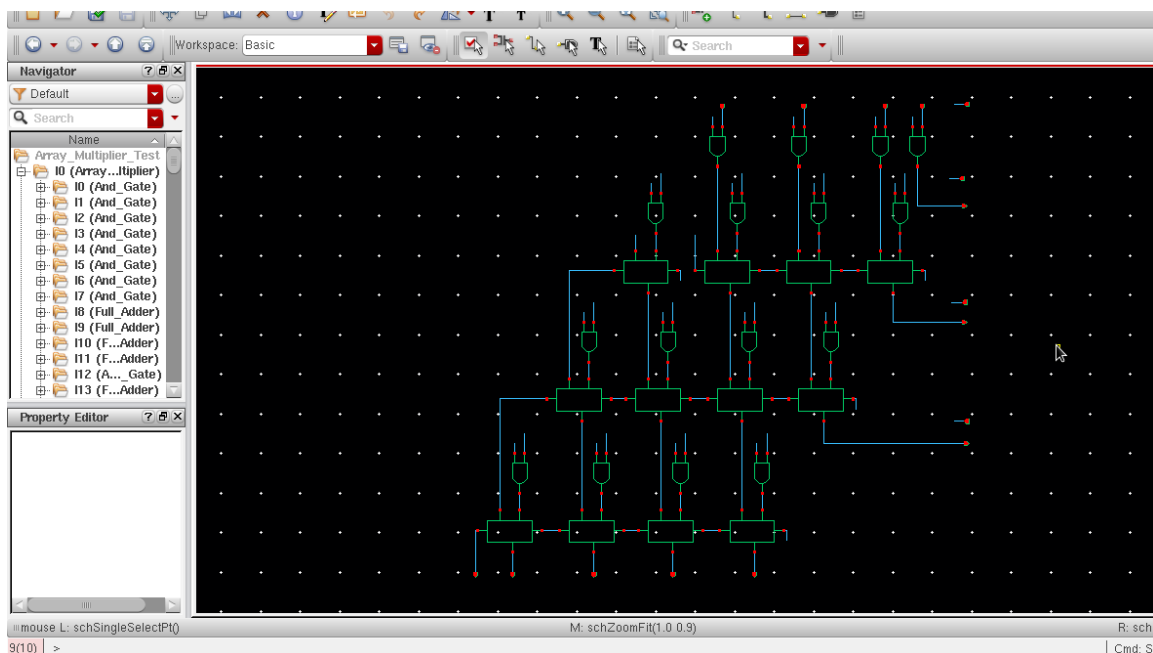 T T
Workspace: Basic
Search
Navigator
Default
Search
Name
Array_Multiplier_Test
I0 (Array...ltiplier)
I0 (And_Gate)
I1 (And_Gate)
I2 (And_Gate)
I3 (And_Gate)
I4 (And_Gate)
I5 (And_Gate)
I6 (And_Gate)
I7 (And_Gate)
I8 (Full_Adder)
I9 (Full_Adder)
I10 (F...Adder)
I11 (F...Adder)
I12 (A..._Gate)
I13 (F...Adder)
Property Editor
mouse L: schSingleSelectPt() M: schZoomFit(1.0 0.9) R: sch
9(10) > Cmd: S